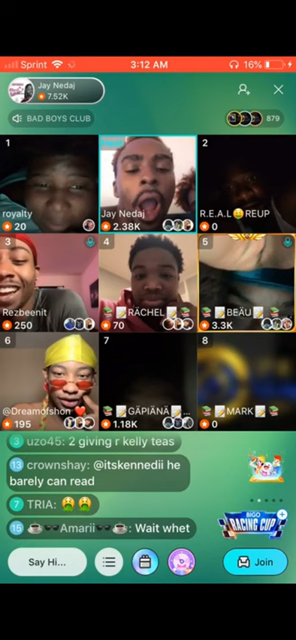 Sprint
3:12 AM
16%
Jay Nedaj
7.52K
BAD BOYS CLUB
879
1
royalty
20
Jay Nedaj
2.38K
2
R.E.A.L😛REUP
0
3
Rezbeenit
250
4
📚📝RÄCHEL📝📚
70
5
📚📝BEÄU📝📚
3.3K
6
@Dreamofshon ❤️
195
7
📚📝GÄPIÄNÄ📝...
1.18K
8
📚📝MARK📝📚
0
3 uzo45: 2 giving r kelly teas
13 crownshay: @itskennedii he
barely can read
7 TRIA: 🤮🤮
15 ☕🕶️Amarii🕶️☕: Wait whet
BIGO
RACING CUP
Say Hi...
Join